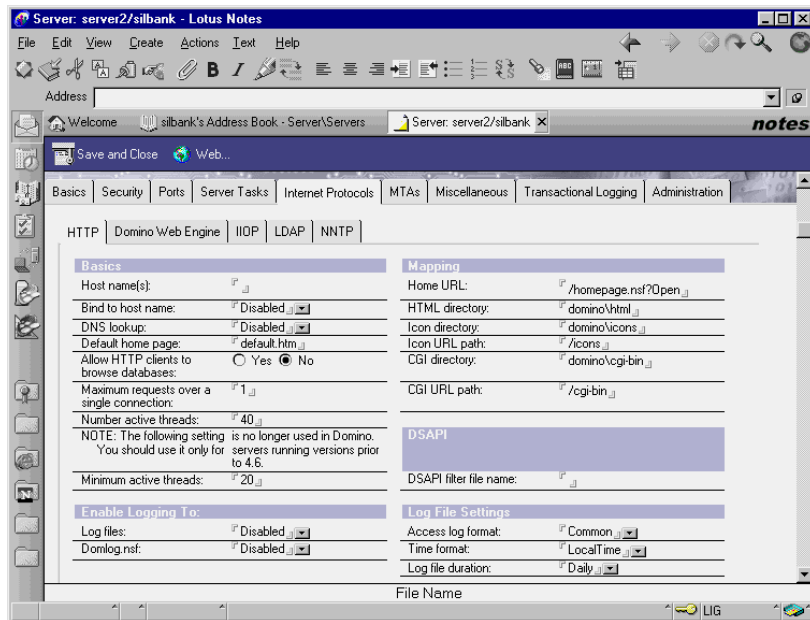 Server: server2/silbank - Lotus Notes
File Edit View Create Actions Text Help
Address
Welcome silbank's Address Book - Server\Servers Server: server2/silbank notes
Save and Close Web...
Basics Security Ports Server Tasks Internet Protocols MTAs Miscellaneous Transactional Logging Administration
HTTP Domino Web Engine IIOP LDAP NNTP
Basics Mapping
Host name(s): Home URL: /homepage.nsf?Open
Bind to host name: Disabled HTML directory: domino\html
DNS lookup: Disabled Icon directory: domino\icons
Default home page: default.htm Icon URL path: /icons
Allow HTTP clients to Yes No CGI directory: domino\cgi-bin
browse databases:
Maximum requests over a 1 CGI URL path: /cgi-bin
single connection:
Number active threads: 40
NOTE: The following setting is no longer used in Domino. DSAPI
You should use it only for servers running versions prior
to 4.6.
Minimum active threads: 20 DSAPI filter file name:
Enable Logging To: Log File Settings
Log files: Disabled Access log format: Common
Domlog.nsf: Disabled Time format: LocalTime
Log file duration: Daily
File Name
LIG